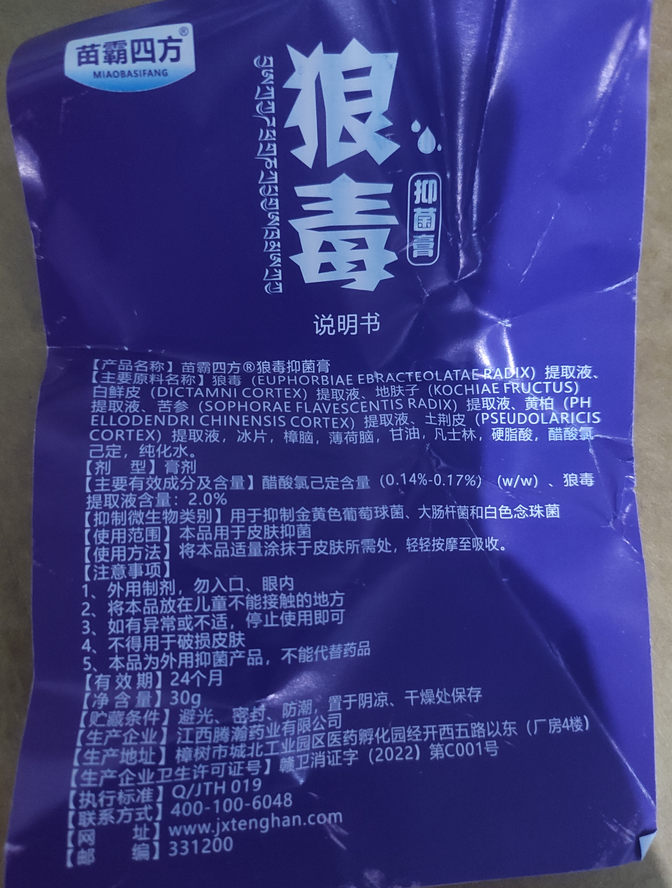 苗霸四方®
MIAOBASIFANG
狼毒
抑菌膏
说明书
【产品名称】苗霸四方®狼毒抑菌膏
【主要原料名称】狼毒（EUPHORBIAE EBRACTEOLATAE RADIX）提取液、
白鲜皮（DICTAMNI CORTEX）提取液、地肤子（KOCHIAE FRUCTUS）
提取液、苦参（SOPHORAE FLAVESCENTIS RADIX）提取液、黄柏（PH
ELLODENDRI CHINENSIS CORTEX）提取液、土荆皮（PSEUDOLARICIS
CORTEX）提取液，冰片，樟脑，薄荷脑，甘油，凡士林，硬脂酸，醋酸氯
己定，纯化水。
【剂 型】膏剂
【主要有效成分及含量】醋酸氯己定含量（0.14%-0.17%）（w/w）、狼毒
提取液含量：2.0%
【抑制微生物类别】用于抑制金黄色葡萄球菌、大肠杆菌和白色念珠菌
【使用范围】本品用于皮肤抑菌
【使用方法】将本品适量涂抹于皮肤所需处，轻轻按摩至吸收。
【注意事项】
1、外用制剂，勿入口、眼内
2、将本品放在儿童不能接触的地方
3、如有异常或不适，停止使用即可
4、不得用于破损皮肤
5、本品为外用抑菌产品，不能代替药品
【有 效 期】24个月
【净 含 量】30g
【贮藏条件】避光、密封、防潮，置于阴凉、干燥处保存
【生产企业】江西腾瀚药业有限公司
【生产地址】樟树市城北工业园区医药孵化园经开西五路以东（厂房4楼）
【生产企业卫生许可证号】赣卫消证字（2022）第C001号
【执行标准】Q/JTH 019
【联系方式】400-100-6048
【网 址】www.jxtenghan.com
【邮 编】331200